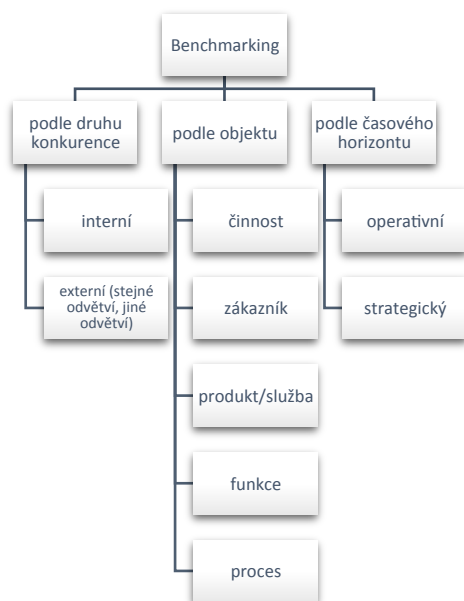 Benchmarking
podle druhu
konkurence
interní
externí (stejné
odvětví, jiné
odvětví)
podle objektu
činnost
zákazník
produkt/služba
funkce
proces
podle časového
horizontu
operativní
strategický